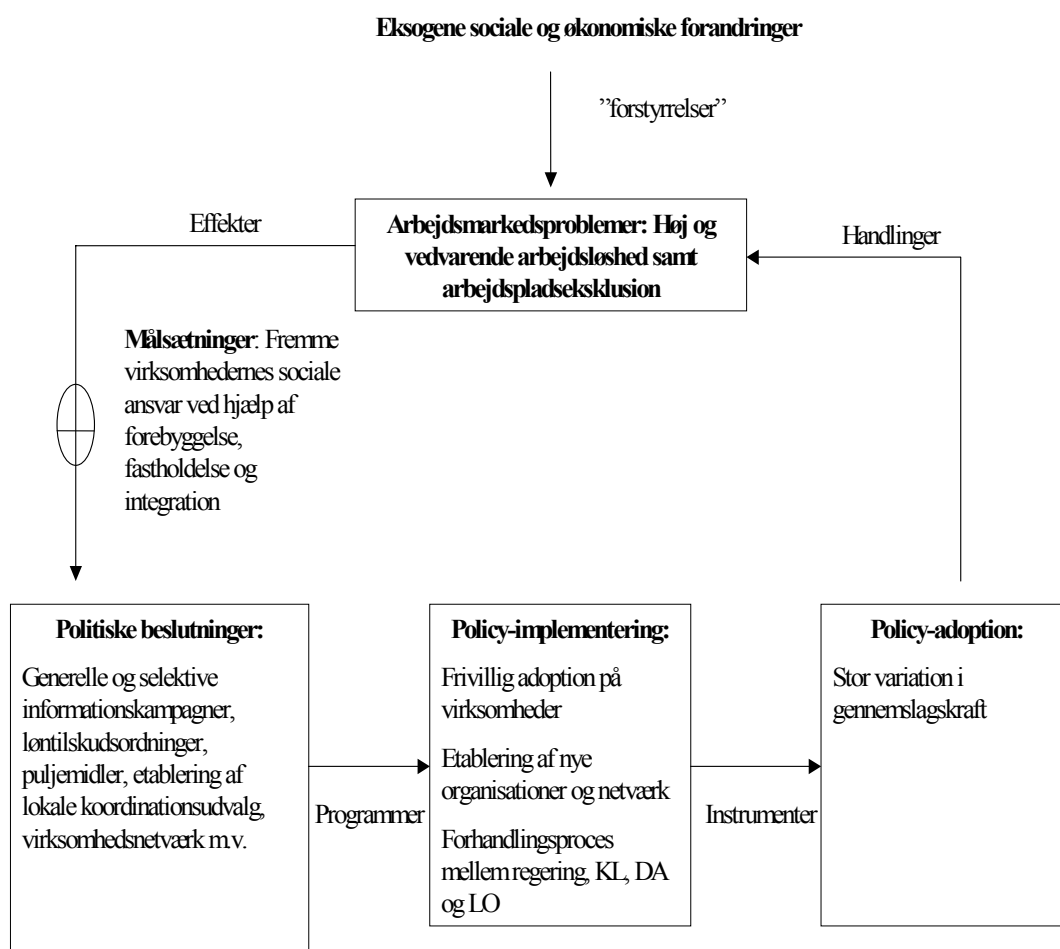 Eksogene sociale og økonomiske forandringer
”forstyrrelser”
Effekter
Arbejdsmarkedsproblemer: Høj og
vedvarende arbejdsløshed samt
arbejdspladseksklusion
Handlinger
Målsætninger: Fremme
virksomhedernes sociale
ansvar ved hjælp af
forebyggelse,
fastholdelse og
integration
Politiske beslutninger:
Generelle og selektive
informationskampagner,
løntilskudsordninger,
puljemidler, etablering af
lokale koordinationsudvalg,
virksomhedsnetværk m.v.
Programmer
Policy-implementering:
Frivillig adoption på
virksomheder
Etablering af nye
organisationer og netværk
Forhandlingsproces
mellem regering, KL, DA
og LO
Instrumenter
Policy-adoption:
Stor variation i
gennemslagskraft